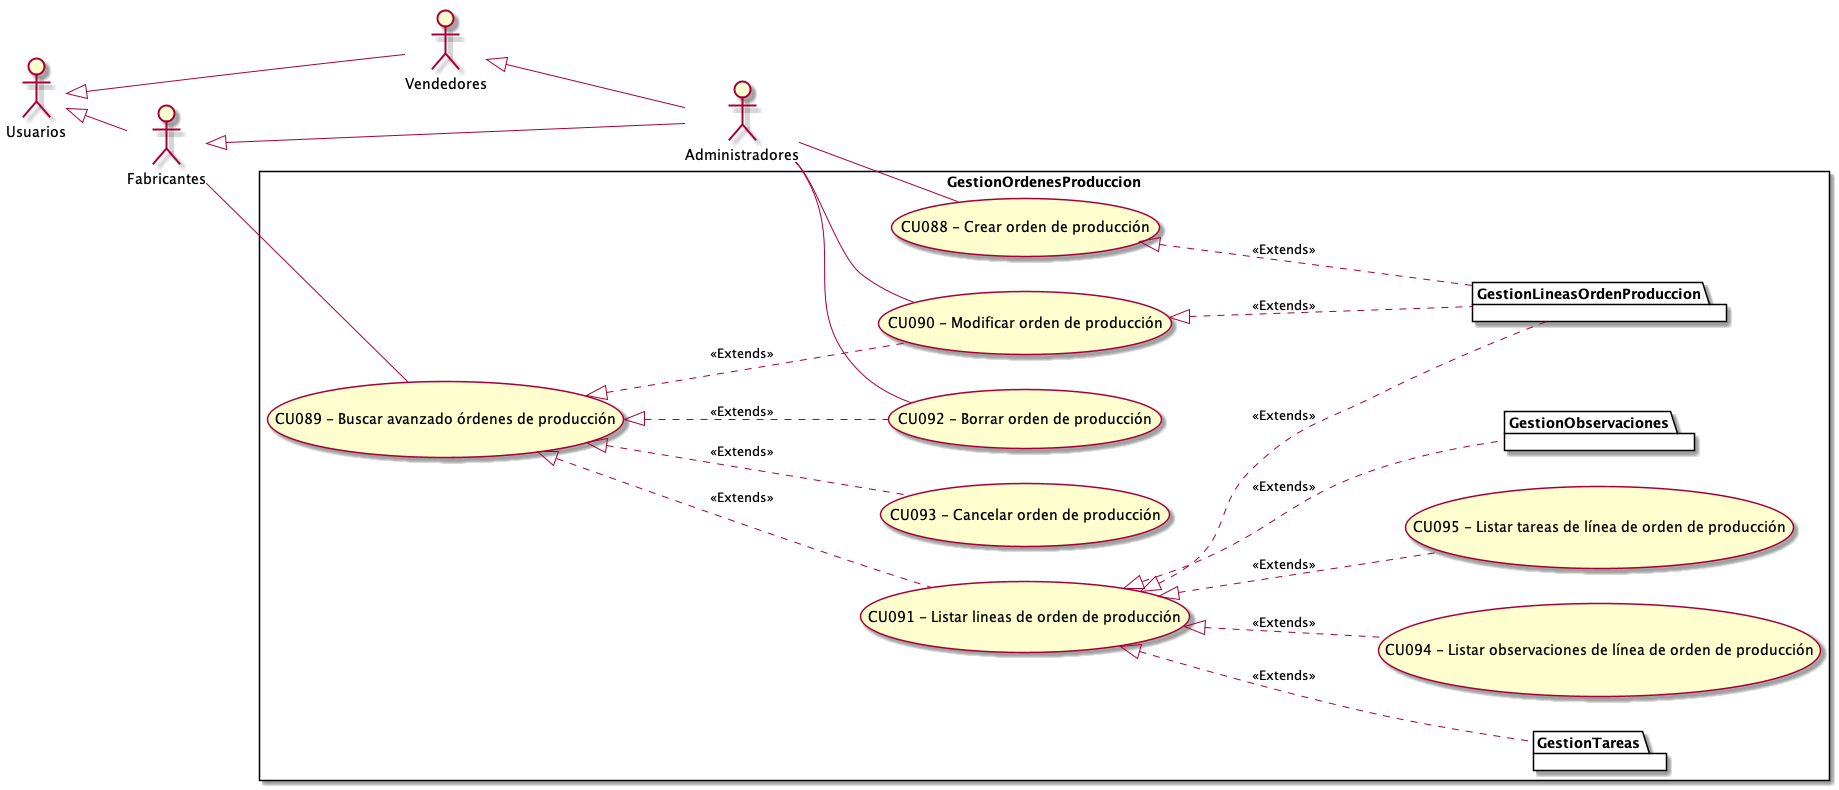 Usuarios
Vendedores
Fabricantes
Administradores
GestionOrdenesProduccion
CU088 – Crear orden de producción
«Extends»
GestionLineasOrdenProduccion
«Extends»
CU090 – Modificar orden de producción
«Extends»
CU089 – Buscar avanzado órdenes de producción
«Extends»
CU092 – Borrar orden de producción
«Extends»
GestionObservaciones
«Extends»
«Extends»
CU093 – Cancelar orden de producción
«Extends»
CU095 – Listar tareas de línea de orden de producción
«Extends»
CU091 – Listar lineas de orden de producción
«Extends»
CU094 – Listar observaciones de línea de orden de producción
«Extends»
GestionTareas